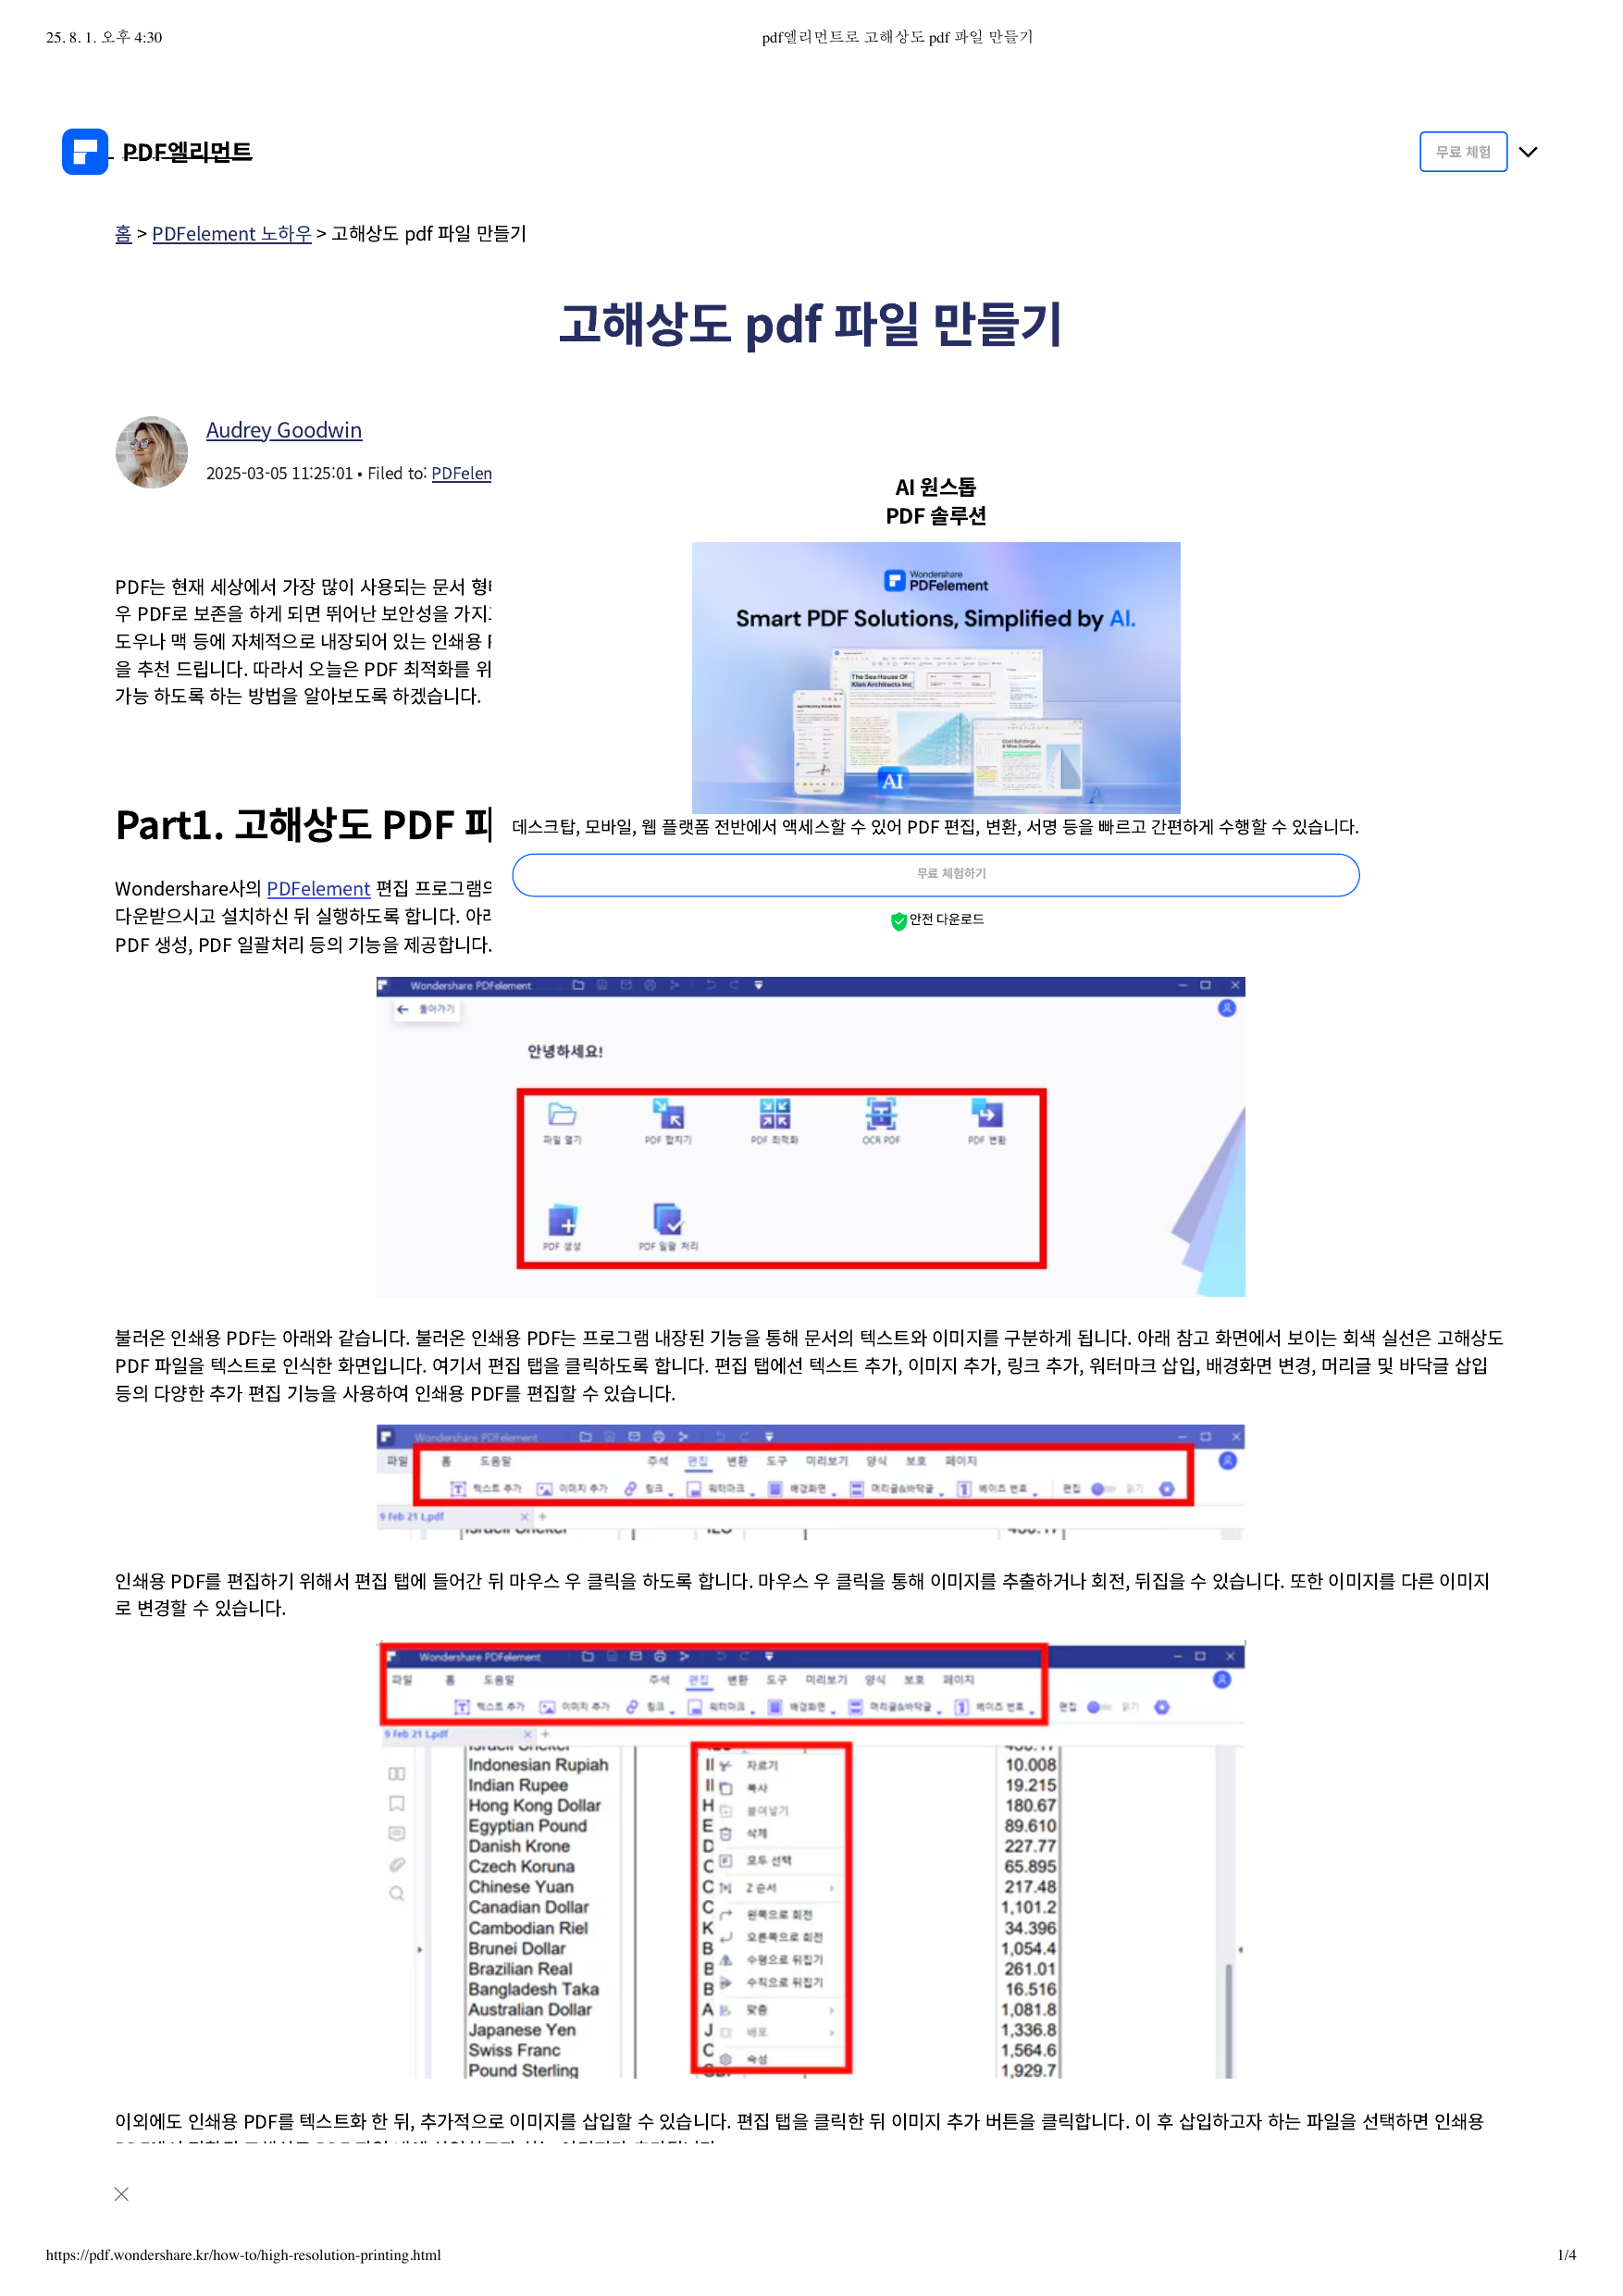 25. 8. 1. 오후 4:30
pdf엘리먼트로 고해상도 pdf 파일 만들기
PDF엘리먼트
무료 체험
홈 > PDFelement 노하우 > 고해상도 pdf 파일 만들기
고해상도 pdf 파일 만들기
Audrey Goodwin
2025-03-05 11:25:01 • Filed to: PDFelen
AI 원스톱
PDF 솔루션
Wondershare
PDFelement
Smart PDF Solutions, Simplified by AI.
The Sea House Of
Klan Architects Inc
AI
데스크탑, 모바일, 웹 플랫폼 전반에서 액세스할 수 있어 PDF 편집, 변환, 서명 등을 빠르고 간편하게 수행할 수 있습니다.
무료 체험하기
안전 다운로드
PDF는 현재 세상에서 가장 많이 사용되는 문서
우 PDF로 보존을 하게 되면 뛰어난 보안성을
도우나 맥 등에 자체적으로 내장되어 있는 인쇄용
을 추천 드립니다. 따라서 오늘은 PDF 최적화를 위
가능 하도록 하는 방법을 알아보도록 하겠습니다.
Part1. 고해상도 PDF
Wondershare사의 PDFelement 편집 프로그램의
다운받으시고 설치하신 뒤 실행하도록 합니다.
PDF 생성, PDF 일괄처리 등의 기능을 제공합니다.
Wondershare PDFelement
돌아가기
안녕하세요!
파일 열기
PDF 합치기
PDF 최적화
OCR PDF
PDF 변환
PDF 생성
PDF 일괄 처리
불러온 인쇄용 PDF는 아래와 같습니다. 불러온 인쇄용 PDF는 프로그램 내장된 기능을 통해 문서의 텍스트와 이미지를 구분하게 됩니다. 아래 참고 화면에서 보이는 회색 실선은 고해상도
PDF 파일을 텍스트로 인식한 화면입니다. 여기서 편집 탭을 클릭하도록 합니다. 편집 탭에선 텍스트 추가, 이미지 추가, 링크 추가, 워터마크 삽입, 배경화면 변경, 머리글 및 바닥글 삽입
등의 다양한 추가 편집 기능을 사용하여 인쇄용 PDF를 편집할 수 있습니다.
Wondershare PDFelement
파일 홈 도움말 주석 편집 변환 도구 미리보기 양식 보호 페이지
텍스트 추가 이미지 추가 링크 워터마크 배경화면 머리글&바닥글 베이츠 번호 편집 읽기
9 Feb 21 L.pdf
인쇄용 PDF를 편집하기 위해서 편집 탭에 들어간 뒤 마우스 우 클릭을 하도록 합니다. 마우스 우 클릭을 통해 이미지를 추출하거나 회전, 뒤집을 수 있습니다. 또한 이미지를 다른 이미지
로 변경할 수 있습니다.
Wondershare PDFelement
파일 홈 도움말 주석 편집 변환 도구 미리보기 양식 보호 페이지
텍스트 추가 이미지 추가 링크 워터마크 배경화면 머리글&바닥글 베이츠 번호 편집 읽기
9 Feb 21 L.pdf
Indonesian Rupiah 10.008
Indian Rupee 19.215
Hong Kong Dollar 180.67
Egyptian Pound 89.610
Danish Krone 227.77
Czech Koruna 65.895
Chinese Yuan 217.48
Canadian Dollar 1,101.2
Cambodian Riel 34.396
Brunei Dollar 1,054.4
Brazilian Real 261.01
Bangladesh Taka 16.516
Australian Dollar 1,081.8
Japanese Yen 1,336.8
Swiss Franc 1,564.6
Pound Sterling 1,929.7
자르기
복사
붙여넣기
삭제
모두 선택
Z 순서
왼쪽으로 회전
오른쪽으로 회전
수평으로 뒤집기
수직으로 뒤집기
맞춤
배포
속성
이외에도 인쇄용 PDF를 텍스트화 한 뒤, 추가적으로 이미지를 삽입할 수 있습니다. 편집 탭을 클릭한 뒤 이미지 추가 버튼을 클릭합니다. 이 후 삽입하고자 하는 파일을 선택하면 인쇄용
https://pdf.wondershare.kr/how-to/high-resolution-printing.html
1/4